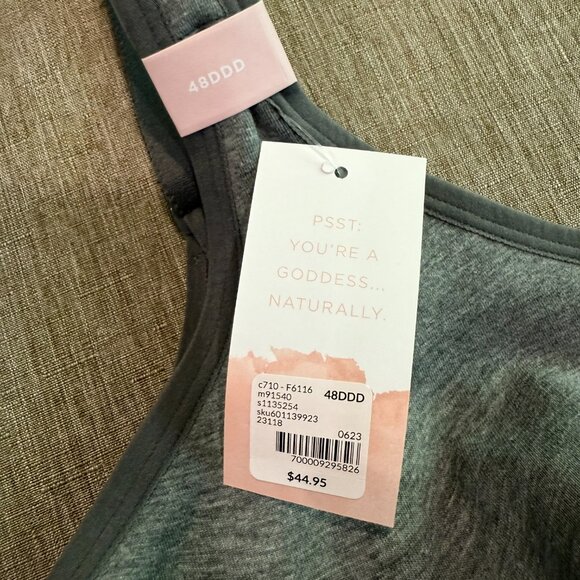 48DDD
PSST:
YOU'RE A
GODDESS...
NATURALLY.
c710 - F6116
m91540
48DDD
s1135254
sku601139923
23118
0623
700009295826
$44.95